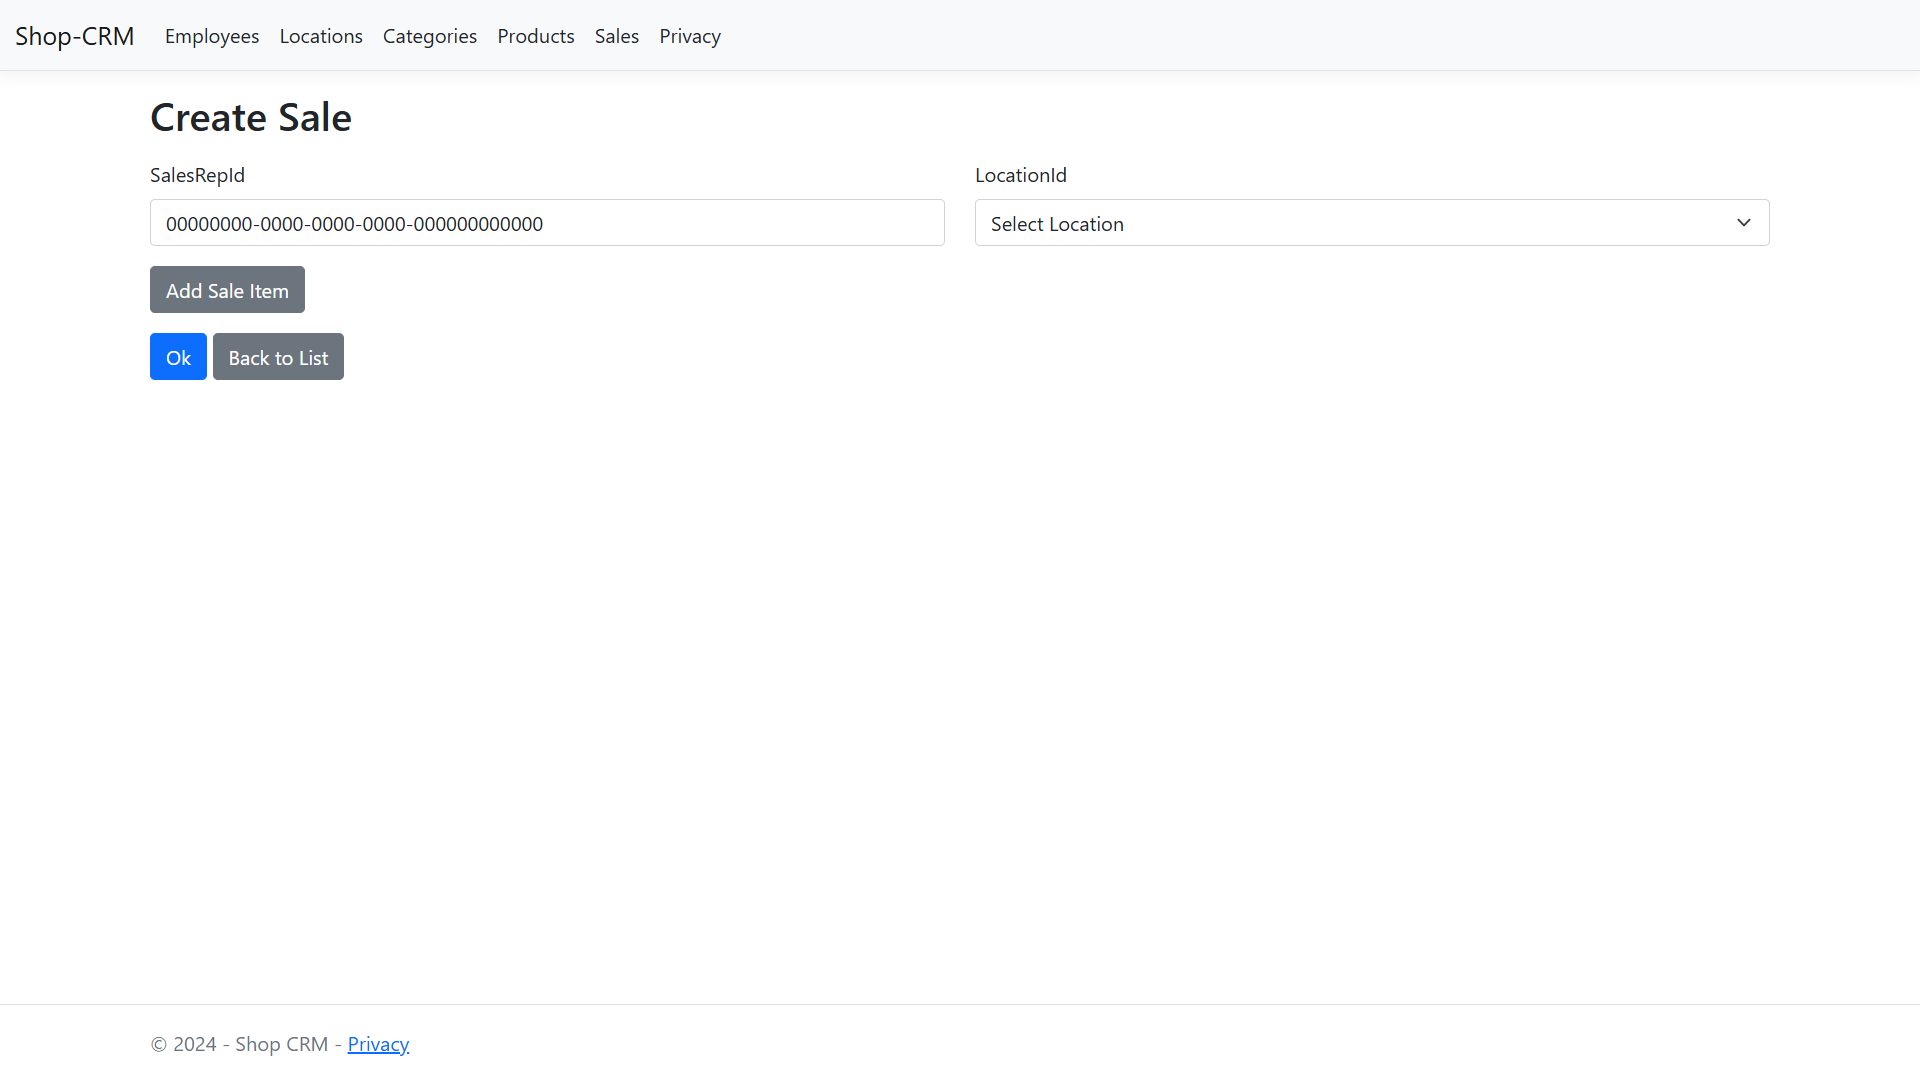 Shop-CRM Employees Locations Categories Products Sales Privacy
Create Sale
SalesRepId
00000000-0000-0000-0000-000000000000
LocationId
Select Location
Add Sale Item
Ok Back to List
© 2024 - Shop CRM - Privacy